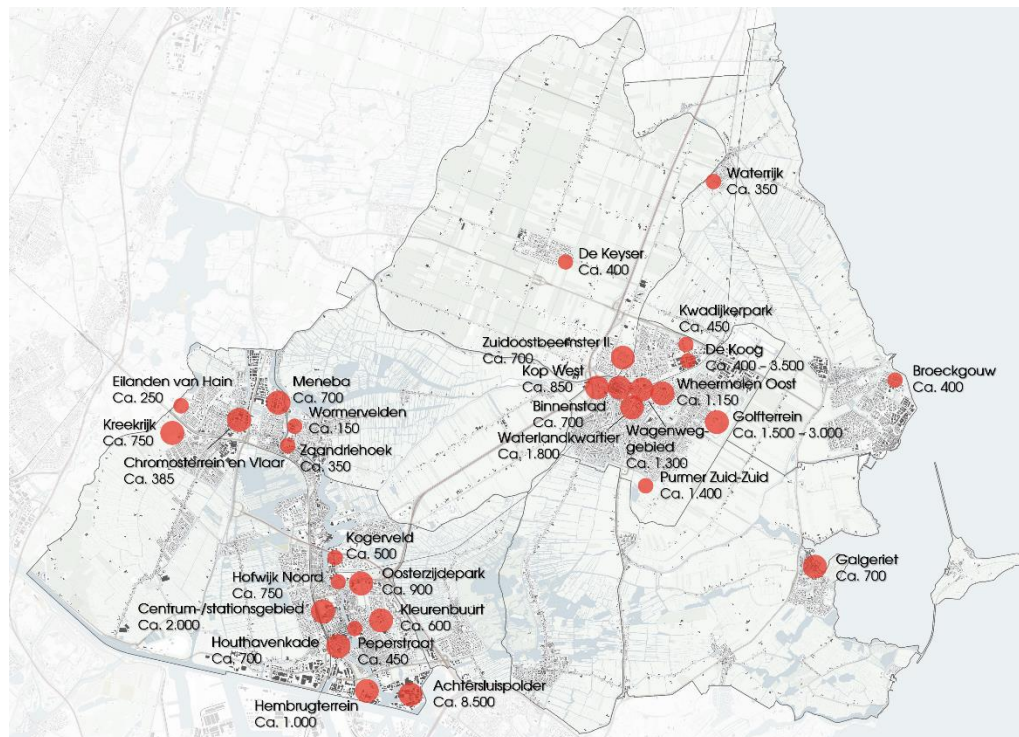 Waterrijk
Ca. 350
De Keyser
Ca. 400
Kwadijkerpark
Ca, 450
Zuidoostbeemster II
Ca. 700
De Koog
Ca. 400 – 3.500
Kop West
Ca. 850
Wheermolen Oost
Ca. 1.150
Broeckgouw
Ca. 400
Binnenstad
Ca. 700
Golfterrein
Ca. 1.500 – 3.000
Waterlandkwartier
Ca, 1.800
Wagenweg-
gebied
Ca. 1.300
Purmer Zuid-Zuid
Ca. 1.400
Eilanden van Hain
Ca. 250
Meneba
Ca. 700
Kreekrijk
Ca. 750
Wormervelden
Ca. 150
Zaandriehoek
Ca. 350
Chromosterrein en Vlaar
Ca. 385
Kogerveld
Ca. 500
Hofwijk Noord
Ca. 750
Oosterzijdepark
Ca. 900
Galgeriet
Ca. 700
Centrum-/stationsgebied
Ca. 2.000
Kleurenbuurt
Ca. 600
Houthavenkade
Ca. 700
Peperstraat
Ca. 450
Hembrugterrein
Ca. 1.000
Achtersluispolder
Ca. 8.500